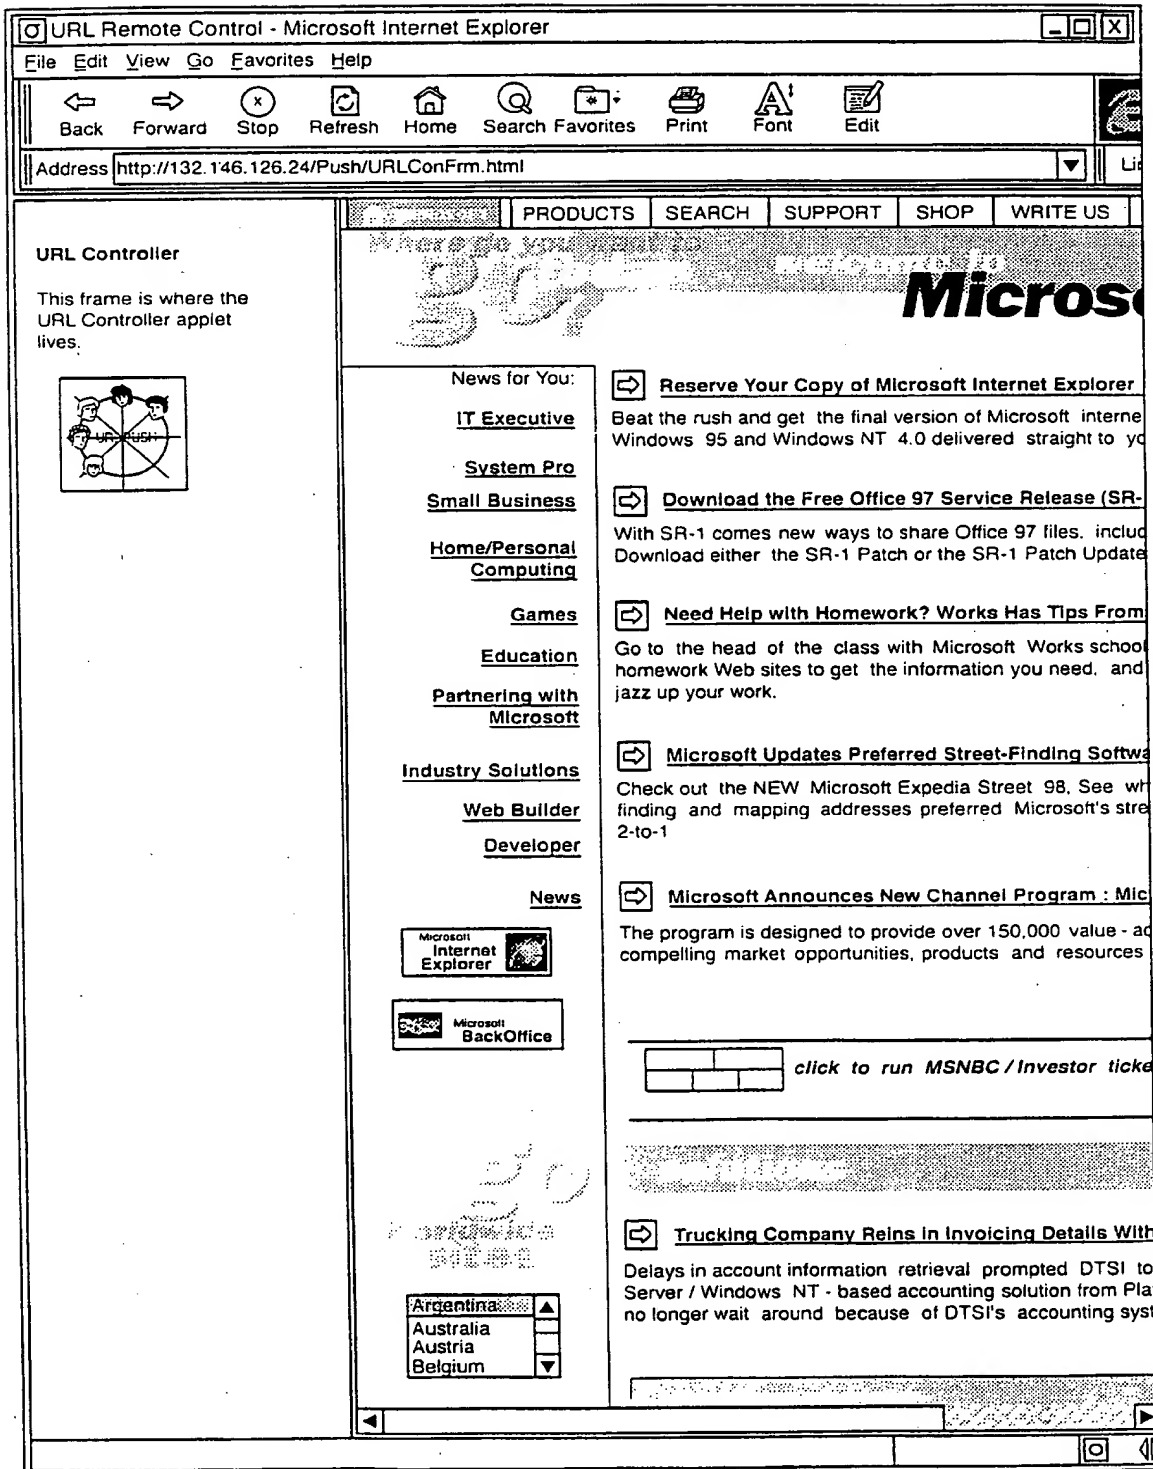 URL Remote Control - Microsoft Internet Explorer
File Edit View Go Favorites Help
Back Forward Stop Refresh Home Search Favorites Print Font Edit
Address http://132.146.126.24/Push/URLConFrm.html
PRODUCTS SEARCH SUPPORT SHOP WRITE US
URL Controller
This frame is where the
URL Controller applet
lives.
Where do you want to
go
welcome to
Micros
News for You:
IT Executive
System Pro
Small Business
Home/Personal
Computing
Games
Education
Partnering with
Microsoft
Industry Solutions
Web Builder
Developer
News
Microsoft
Internet
Explorer
Microsoft
BackOffice
worldwide
sites
Argentina
Australia
Austria
Belgium
Reserve Your Copy of Microsoft Internet Explorer
Beat the rush and get the final version of Microsoft interne
Windows 95 and Windows NT 4.0 delivered straight to yo
Download the Free Office 97 Service Release (SR-
With SR-1 comes new ways to share Office 97 files. includ
Download either the SR-1 Patch or the SR-1 Patch Update
Need Help with Homework? Works Has Tips From
Go to the head of the class with Microsoft Works school
homework Web sites to get the information you need, and
jazz up your work.
Microsoft Updates Preferred Street-Finding Softwa
Check out the NEW Microsoft Expedia Street 98, See wh
finding and mapping addresses preferred Microsoft's stre
2-to-1
Microsoft Announces New Channel Program : Mic
The program is designed to provide over 150,000 value - ad
compelling market opportunities, products and resources
click to run MSNBC / Investor ticke
Trucking Company Reins in Invoicing Details With
Delays in account information retrieval prompted DTSI to
Server / Windows NT - based accounting solution from Pla
no longer wait around because of DTSI's accounting syst